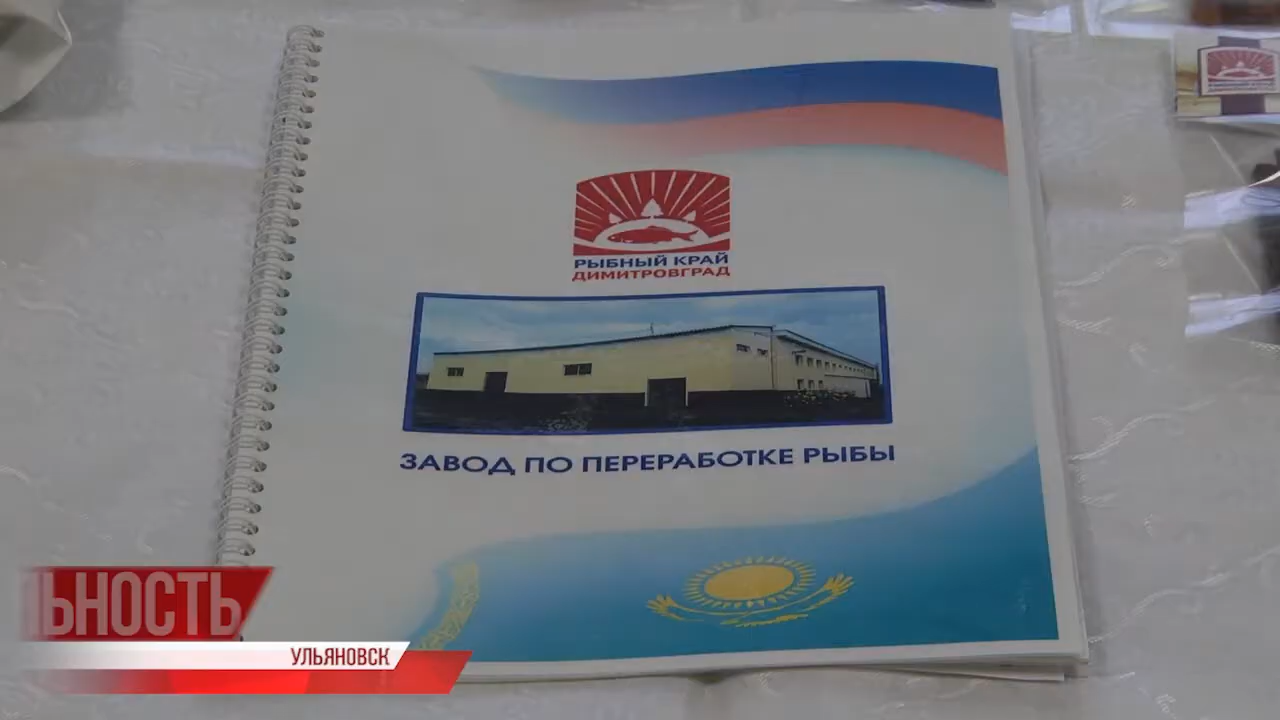 РЫБНЫЙ КРАЙ
ДИМИТРОВГРАД
ЗАВОД ПО ПЕРЕРАБОТКЕ РЫБЫ
ЬНОСТЬ
УЛЬЯНОВСК